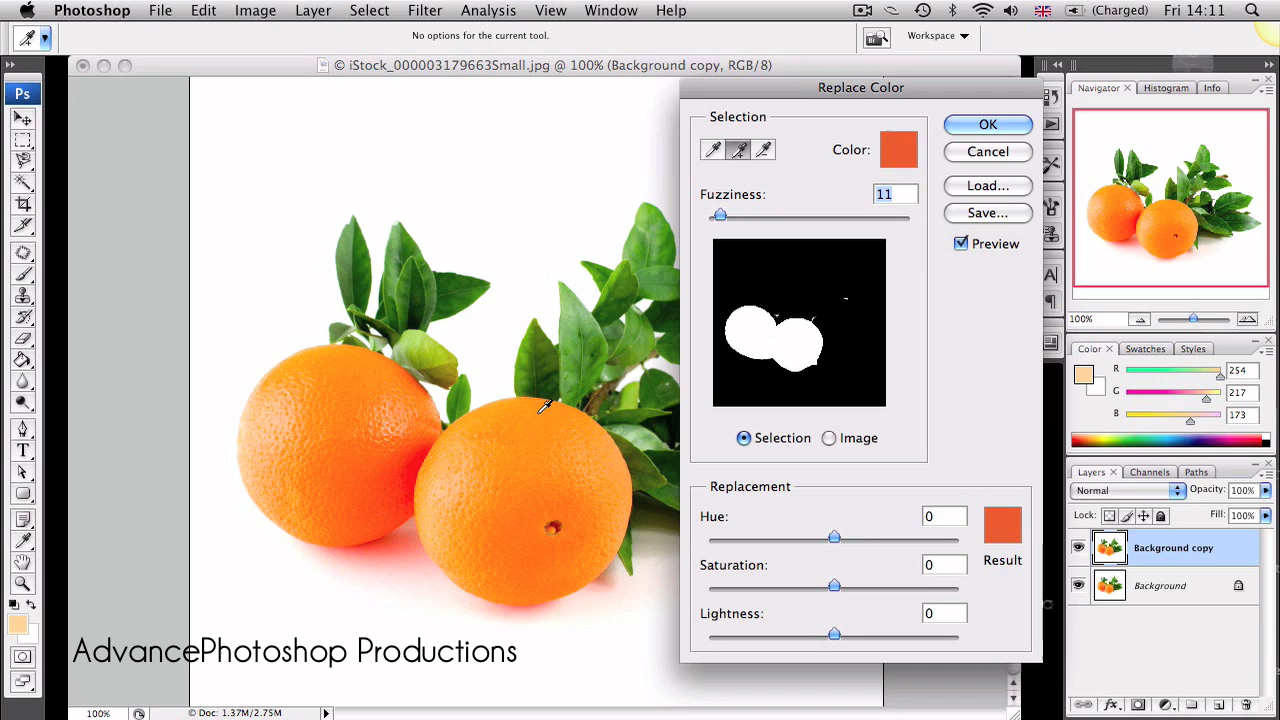 Photoshop File Edit Image Layer Select Filter Analysis View Window Help (Charged) Fri 14:11
No options for the current tool. Br Workspace
© iStock_000003179663Small.jpg @ 100% (Background copy, RGB/8)
Ps
T
Replace Color
Selection
Color:
Fuzziness: 11
Selection Image
OK
Cancel
Load...
Save...
Preview
Replacement
Hue: 0
Saturation: 0
Lightness: 0
Result
A
Navigator × Histogram Info
100%
Color × Swatches Styles
R 254
G 217
B 173
Layers × Channels Paths
Normal Opacity: 100%
Lock: Fill: 100%
Background copy
Background
fx
AdvancePhotoshop Productions
100% © Doc: 1.37M/2.75M